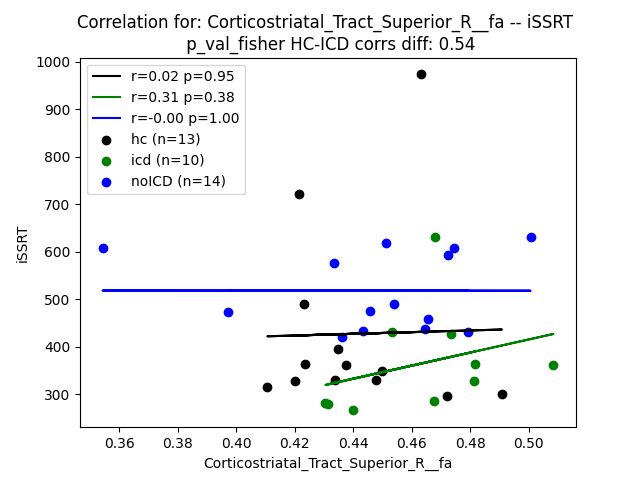 Correlation for: Corticostriatal_Tract_Superior_R__fa -- iSSRT
p_val_fisher HC-ICD corrs diff: 0.54
r=0.02 p=0.95
r=0.31 p=0.38
r=-0.00 p=1.00
hc (n=13)
icd (n=10)
noICD (n=14)
1000
900
800
700
600
500
400
300
iSSRT
0.36 0.38 0.40 0.42 0.44 0.46 0.48 0.50
Corticostriatal_Tract_Superior_R__fa